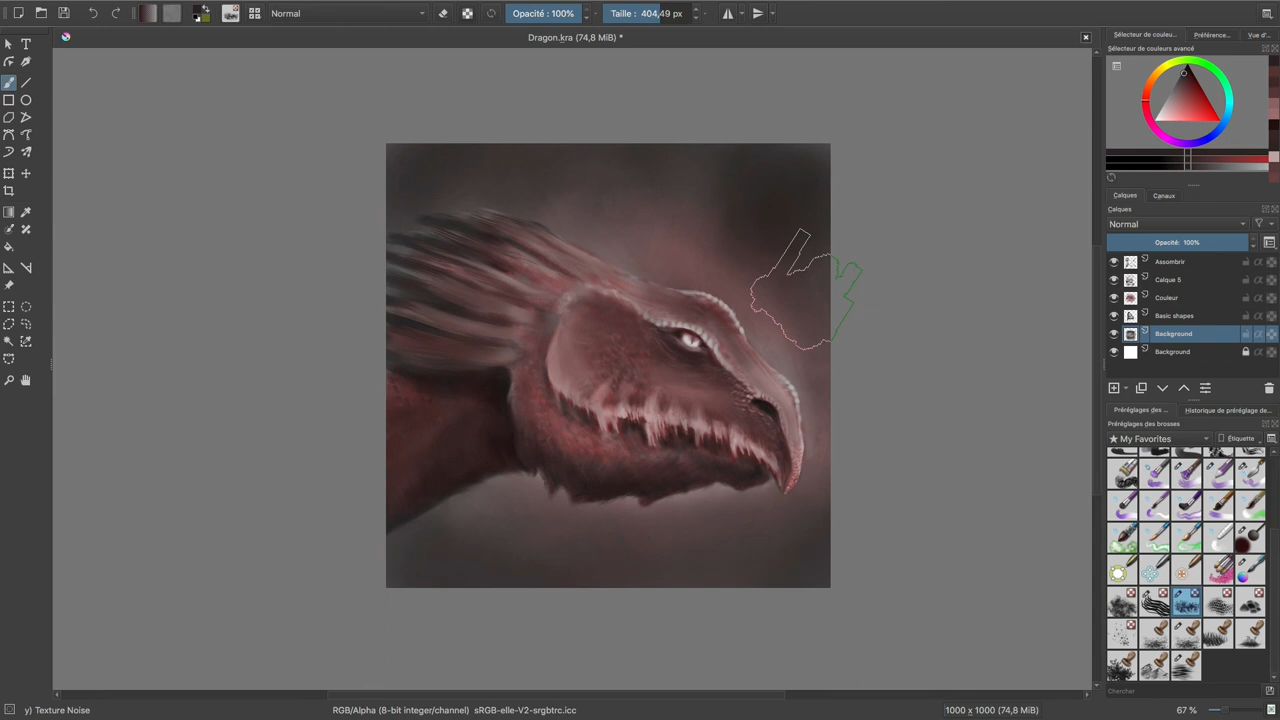 Normal
Opacité : 100%
Taille : 404,49 px
Dragon.kra (74,8 MiB) *
Sélecteur de couleu...
Préférence...
Vue d'...
Sélecteur de couleurs avancé
Calques
Canaux
Calques
Normal
Opacité: 100%
Assombrir
Calque 5
Couleur
Basic shapes
Background
Background
Préréglages des ...
Historique de préréglage de...
Préréglages des brosses
★ My Favorites
Étiquette
Chercher
y) Texture Noise
RGB/Alpha (8-bit integer/channel) sRGB-elle-V2-srgbtrc.icc
1000 x 1000 (74,8 MiB)
67 %